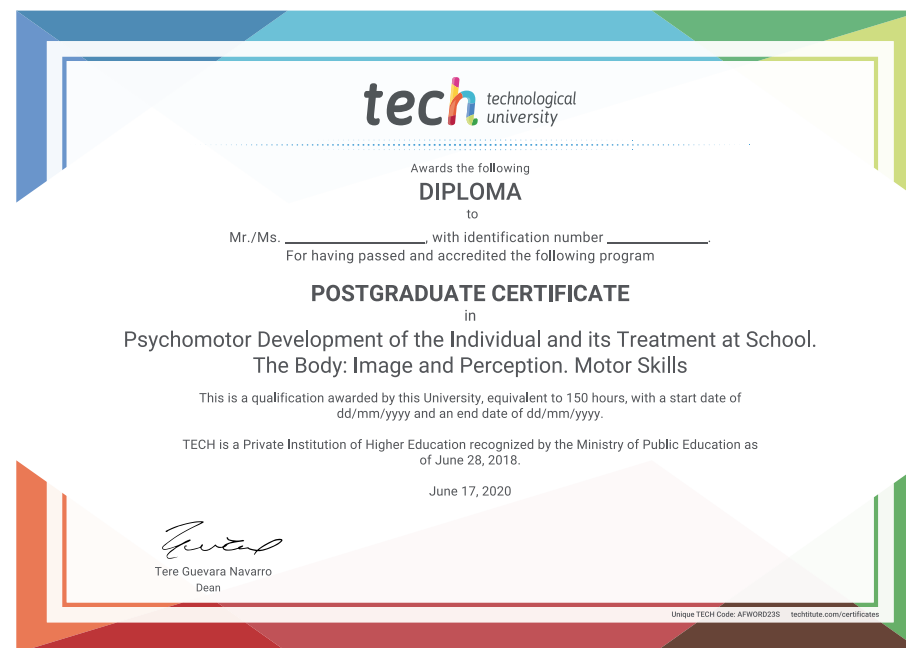 tech technological
university
Awards the following
DIPLOMA
to
Mr./Ms. ____________________, with identification number ______________.
For having passed and accredited the following program
POSTGRADUATE CERTIFICATE
in
Psychomotor Development of the Individual and its Treatment at School.
The Body: Image and Perception. Motor Skills
This is a qualification awarded by this University, equivalent to 150 hours, with a start date of
dd/mm/yyyy and an end date of dd/mm/yyyy.
TECH is a Private Institution of Higher Education recognized by the Ministry of Public Education as
of June 28, 2018.
June 17, 2020
Tere Guevara Navarro
Dean
Unique TECH Code: AFWORD23S techtitute.com/certificates